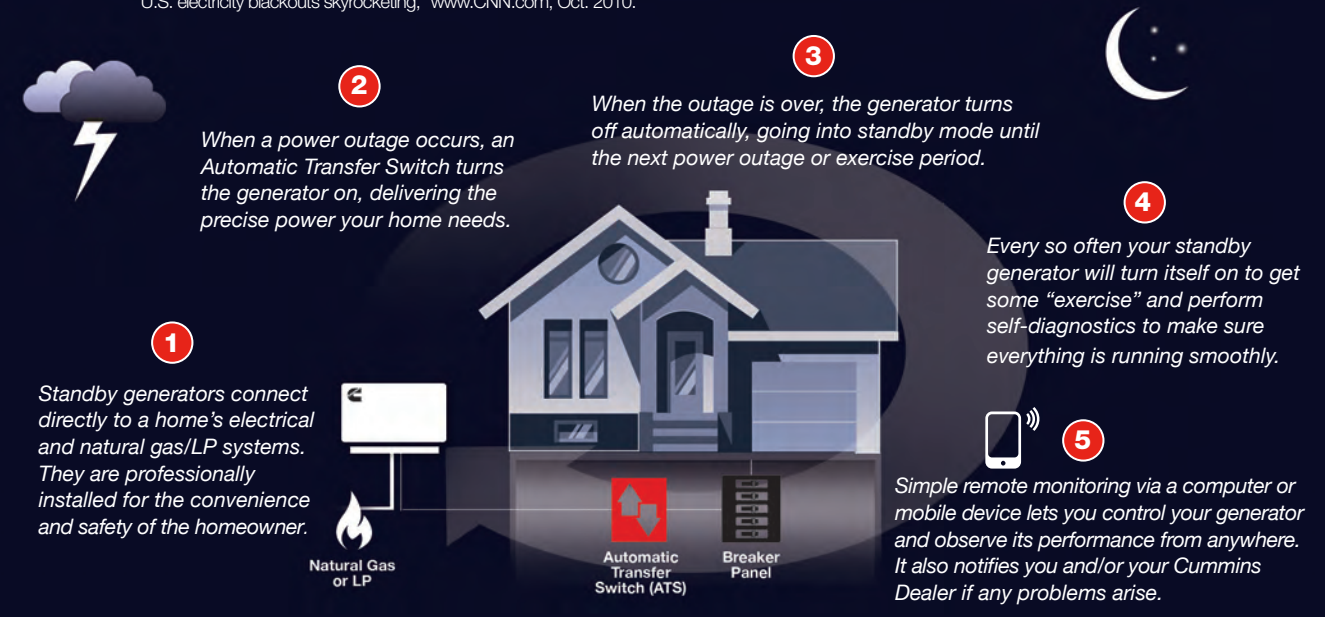 U.S. electricity blackouts skyrocketing," www.CNN.com, Oct. 2010.
1
Standby generators connect
directly to a home's electrical
and natural gas/LP systems.
They are professionally
installed for the convenience
and safety of the homeowner.
2
When a power outage occurs, an
Automatic Transfer Switch turns
the generator on, delivering the
precise power your home needs.
3
When the outage is over, the generator turns
off automatically, going into standby mode until
the next power outage or exercise period.
4
Every so often your standby
generator will turn itself on to get
some “exercise” and perform
self-diagnostics to make sure
everything is running smoothly.
5
Simple remote monitoring via a computer or
mobile device lets you control your generator
and observe its performance from anywhere.
It also notifies you and/or your Cummins
Dealer if any problems arise.
Natural Gas
or LP
Automatic
Transfer
Switch (ATS)
Breaker
Panel